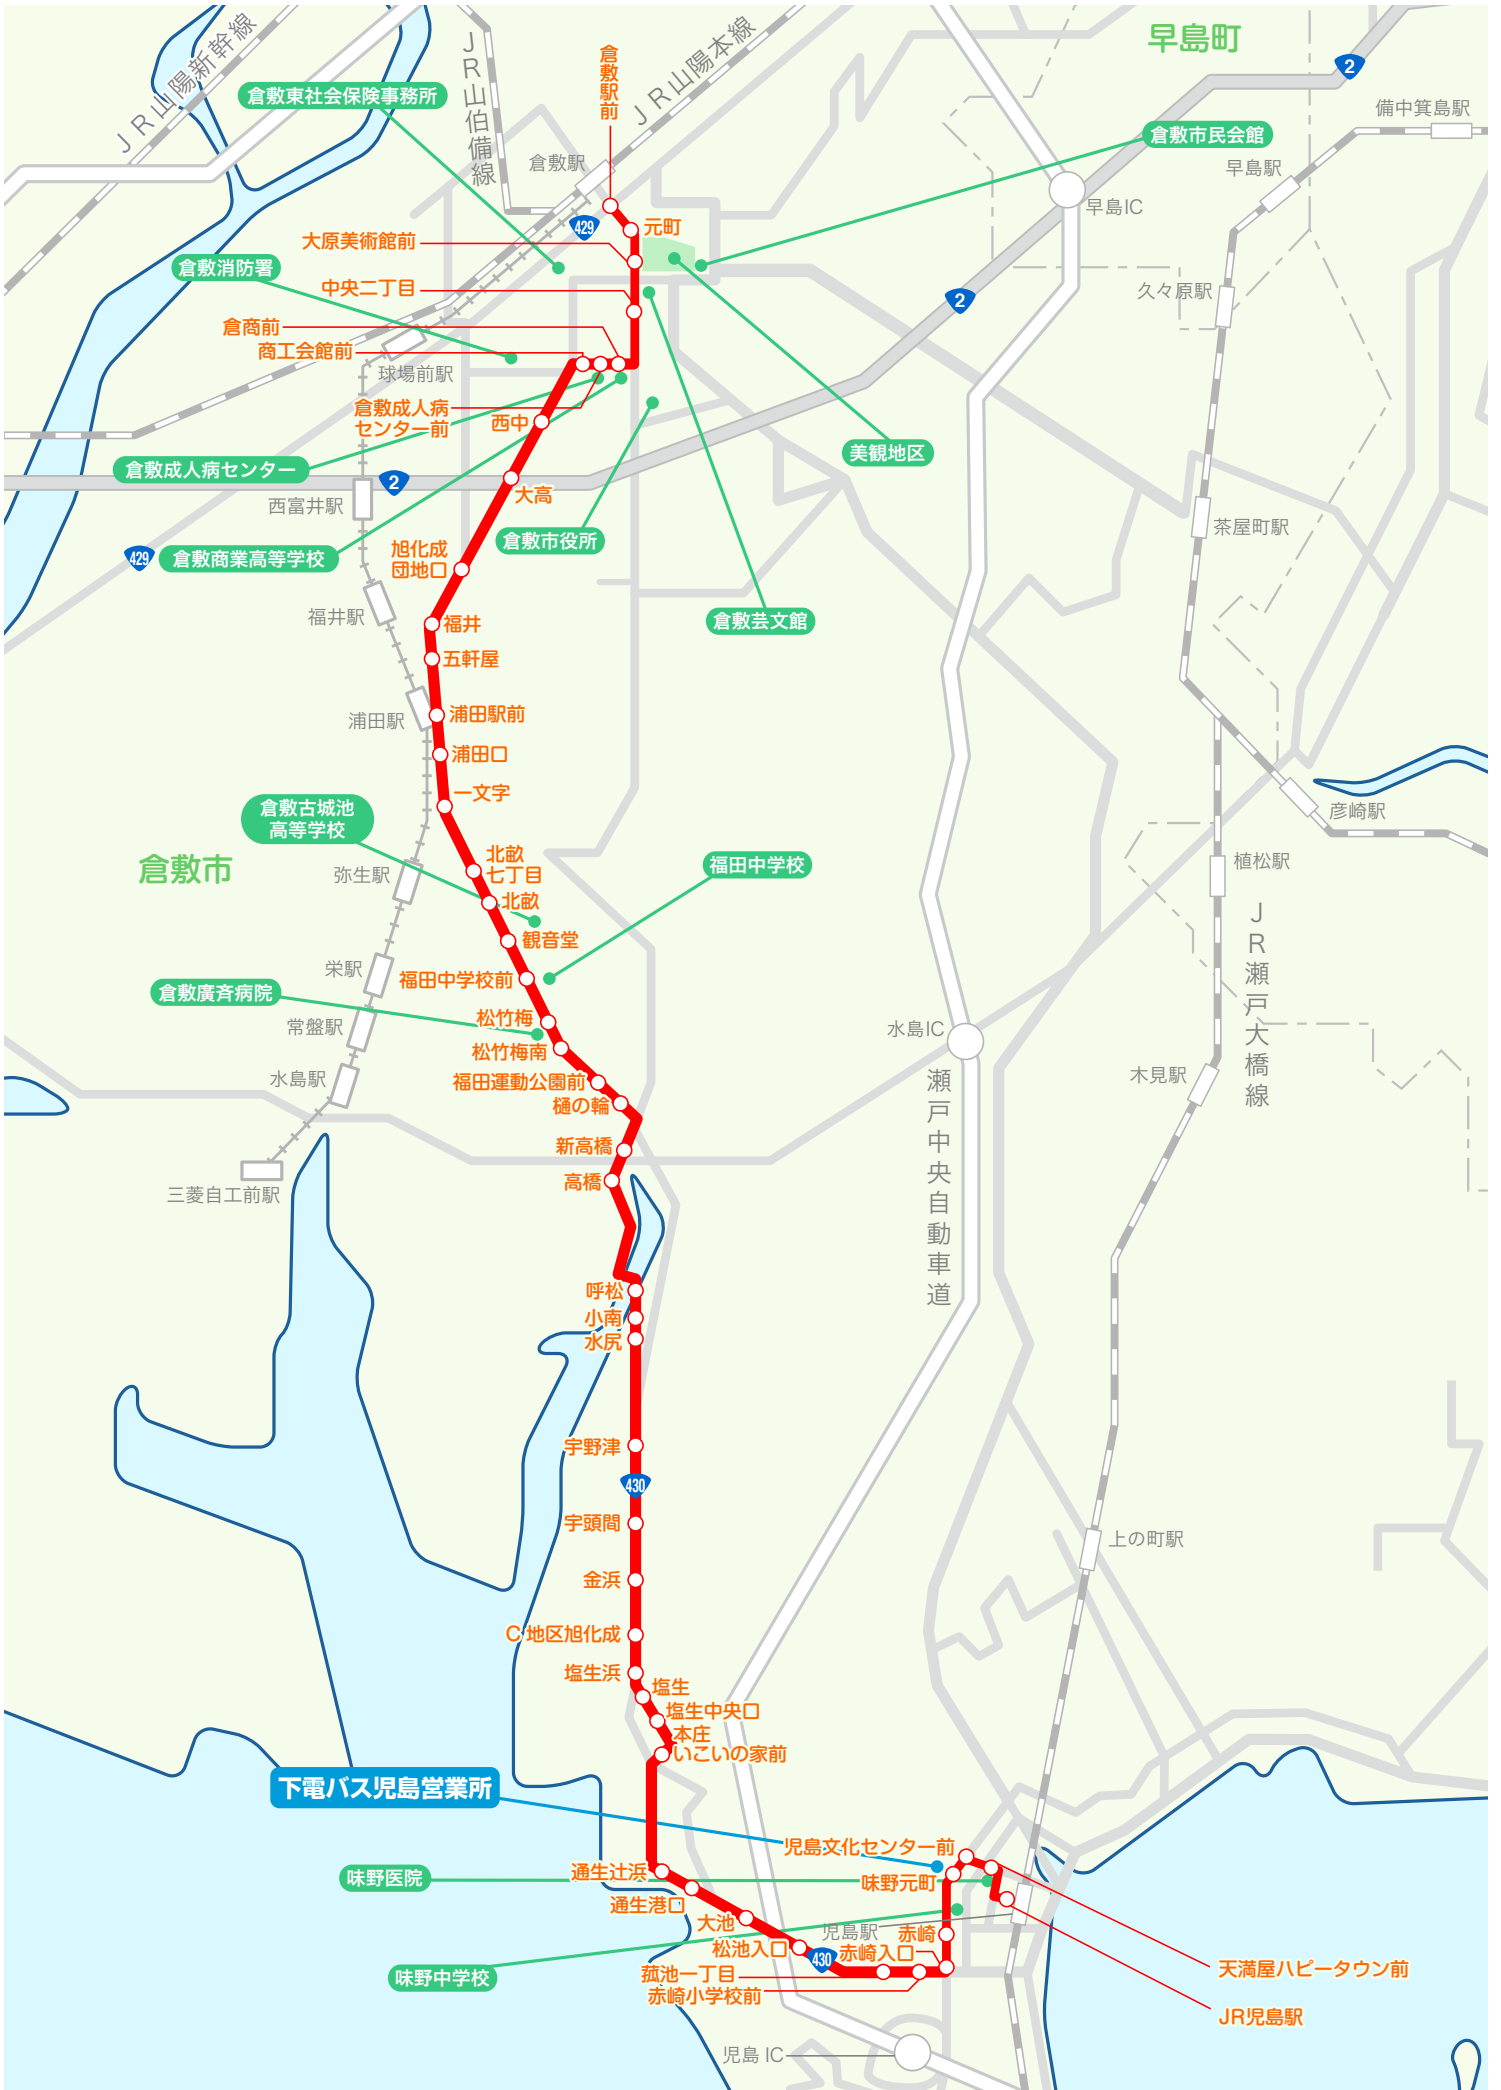 JR山陽新幹線
JR山伯備線
JR山陽本線
倉敷駅前
早島町
2
備中箕島駅
倉敷東社会保険事務所
倉敷市民会館
倉敷駅
早島駅
早島IC
429
元町
大原美術館前
倉敷消防署
中央二丁目
久々原駅
2
倉商前
商工会館前
球場前駅
倉敷成人病
センター前
西中
美観地区
倉敷成人病センター
2
大高
西富井駅
茶屋町駅
倉敷市役所
429
倉敷商業高等学校
旭化成
団地口
福井駅
福井
倉敷芸文館
五軒屋
浦田駅
浦田駅前
浦田口
一文字
倉敷古城池
高等学校
彦崎駅
倉敷市
北畝
七丁目
福田中学校
植松駅
弥生駅
北畝
観音堂
JR瀬戸大橋線
栄駅
福田中学校前
倉敷廣斉病院
常盤駅
松竹梅
水島IC
松竹梅南
水島駅
福田運動公園前
樋の輪
木見駅
瀬戸中央自動車道
新高橋
高橋
三菱自工前駅
呼松
小南
水尻
宇野津
430
宇頭間
上の町駅
金浜
C地区旭化成
塩生浜
塩生
塩生中央口
本庄
いこいの家前
下電バス児島営業所
児島文化センター前
通生辻浜
味野医院
味野元町
通生港口
大池
児島駅
赤崎
松池入口
430
赤崎入口
味野中学校
菰池一丁目
赤崎小学校前
天満屋ハピータウン前
JR児島駅
児島IC